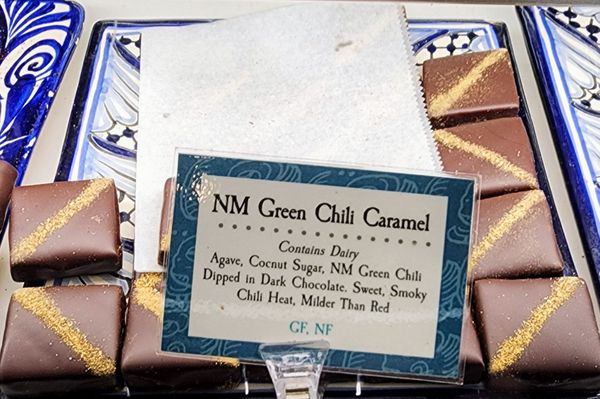 NM Green Chili Caramel
Contains Dairy
Agave, Cocnut Sugar, NM Green Chili
Dipped in Dark Chocolate. Sweet, Smoky
Chili Heat, Milder Than Red
GF, NF